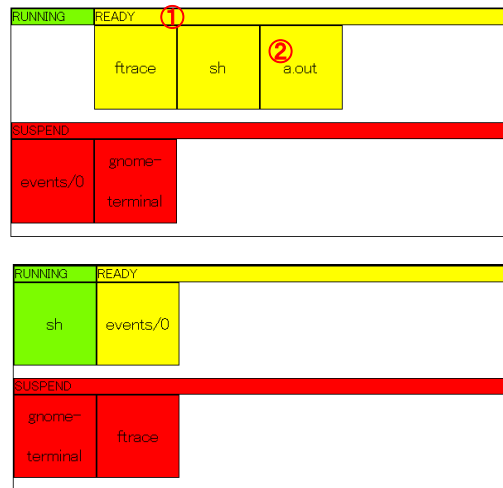 RUNNING READY ①
ftrace sh ② a.out
SUSPEND
events/0 gnome-
terminal
RUNNING READY
sh events/0
SUSPEND
gnome-
terminal ftrace